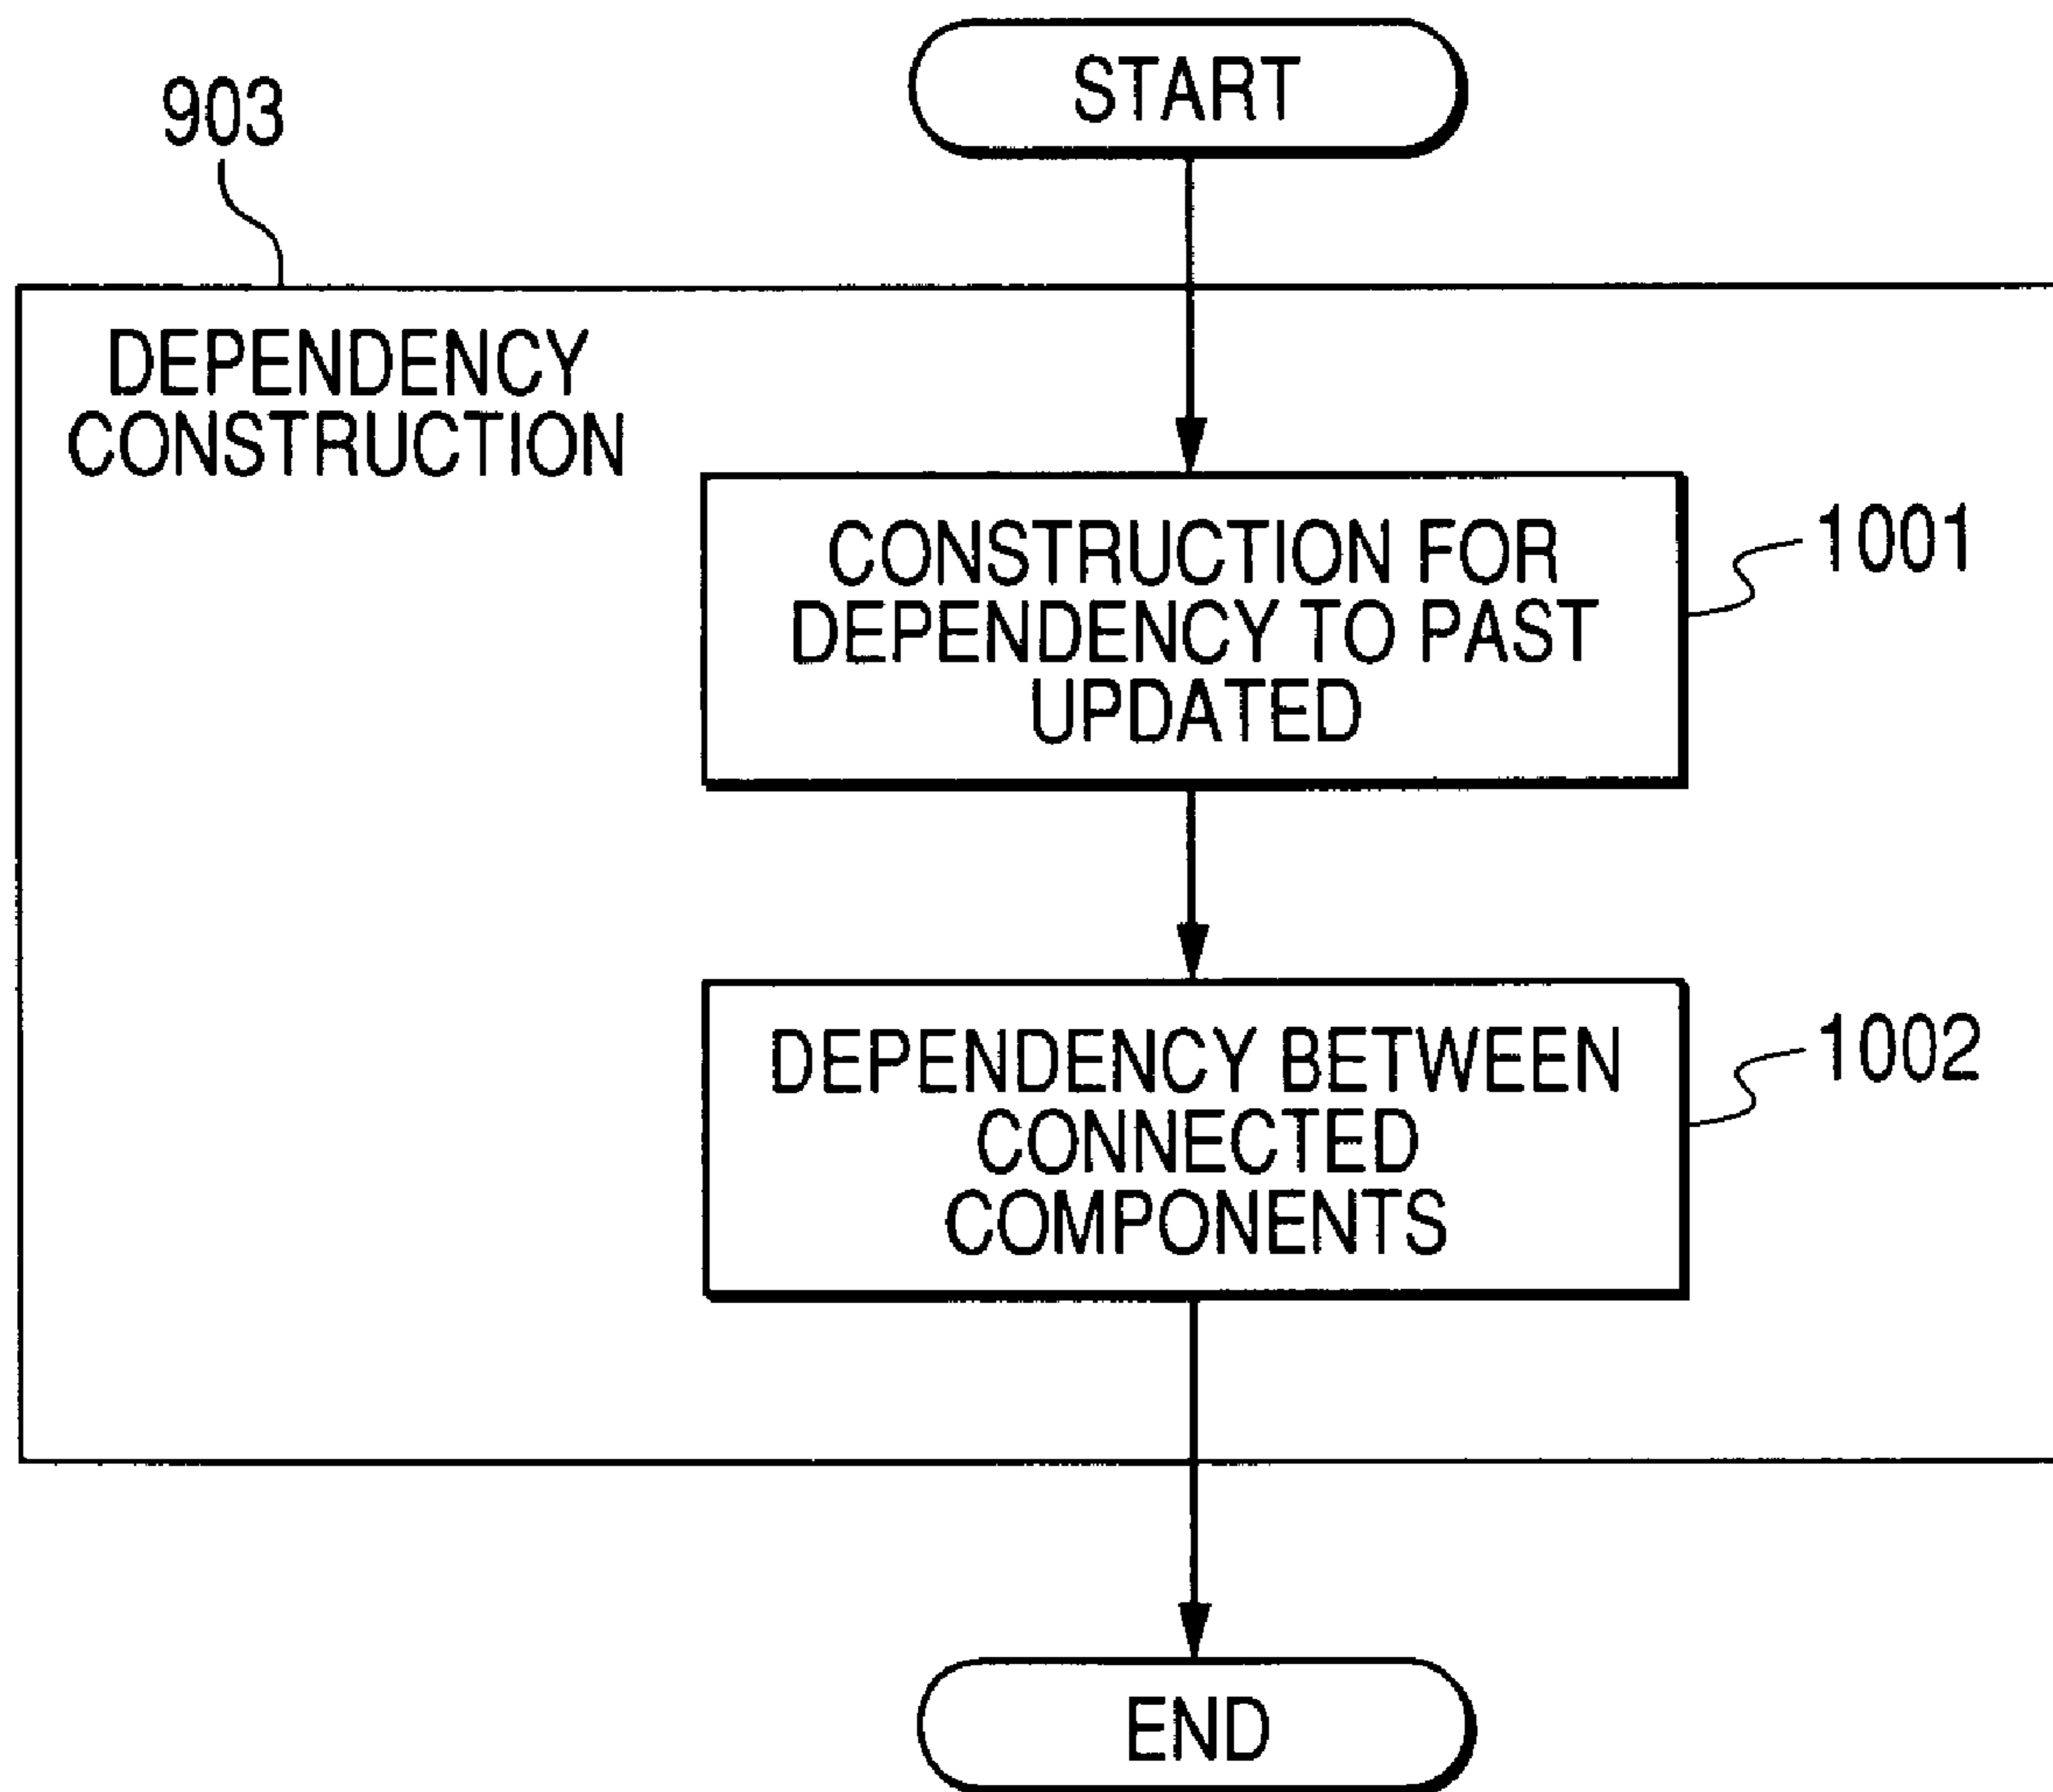 START
903
DEPENDENCY
CONSTRUCTION
CONSTRUCTION FOR
DEPENDENCY TO PAST
UPDATED
1001
DEPENDENCY BETWEEN
CONNECTED
COMPONENTS
1002
END